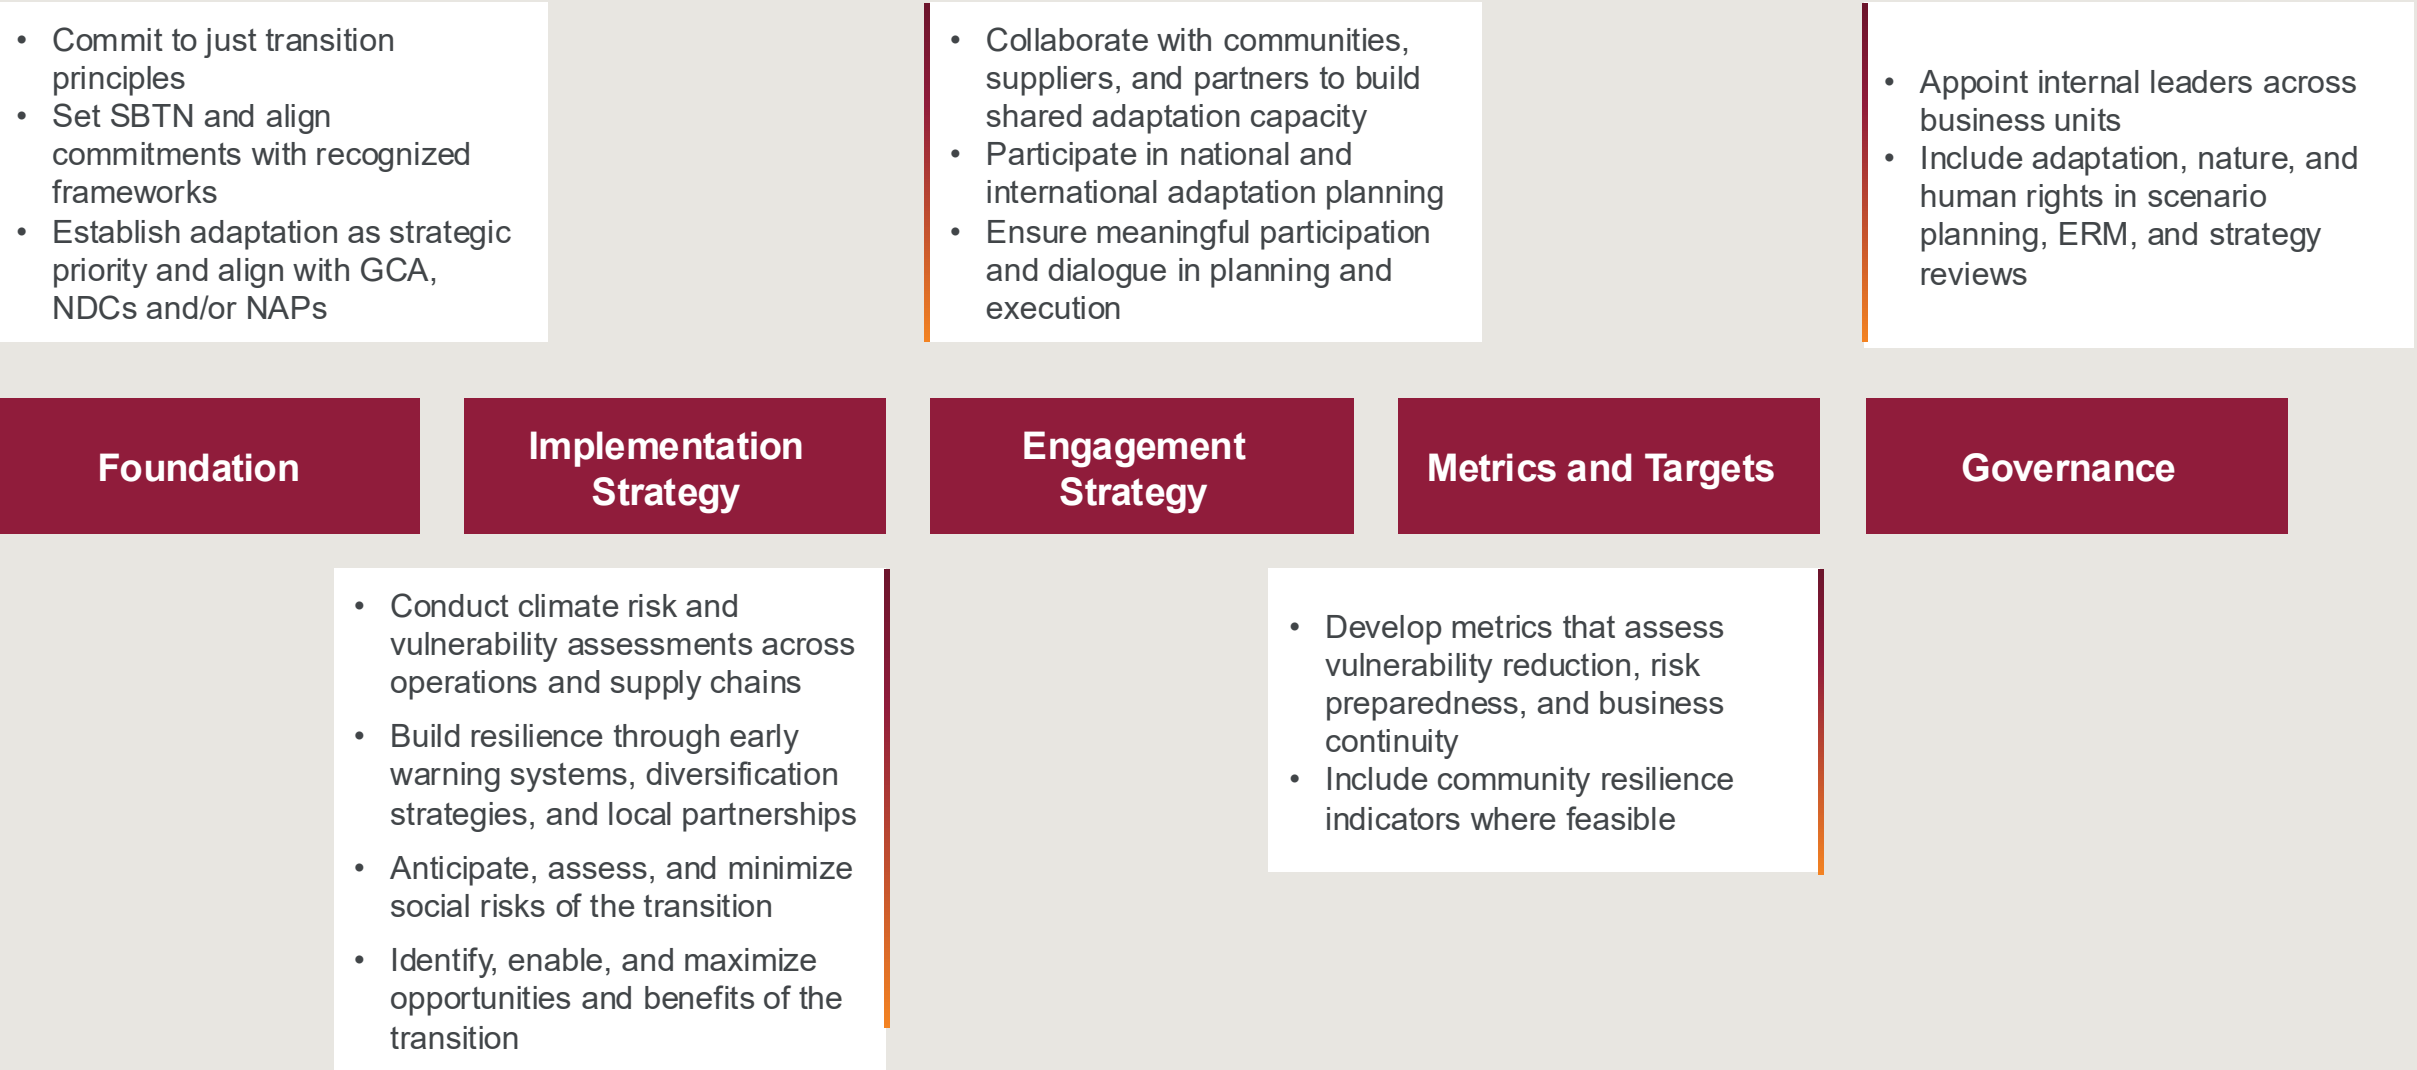 • Commit to just transition
principles
• Set SBTN and align
commitments with recognized
frameworks
• Establish adaptation as strategic
priority and align with GCA,
NDCs and/or NAPs
• Collaborate with communities,
suppliers, and partners to build
shared adaptation capacity
• Participate in national and
international adaptation planning
• Ensure meaningful participation
and dialogue in planning and
execution
• Appoint internal leaders across
business units
• Include adaptation, nature, and
human rights in scenario
planning, ERM, and strategy
reviews
Foundation
Implementation
Strategy
Engagement
Strategy
Metrics and Targets
Governance
• Conduct climate risk and
vulnerability assessments across
operations and supply chains
• Build resilience through early
warning systems, diversification
strategies, and local partnerships
• Anticipate, assess, and minimize
social risks of the transition
• Identify, enable, and maximize
opportunities and benefits of the
transition
• Develop metrics that assess
vulnerability reduction, risk
preparedness, and business
continuity
• Include community resilience
indicators where feasible